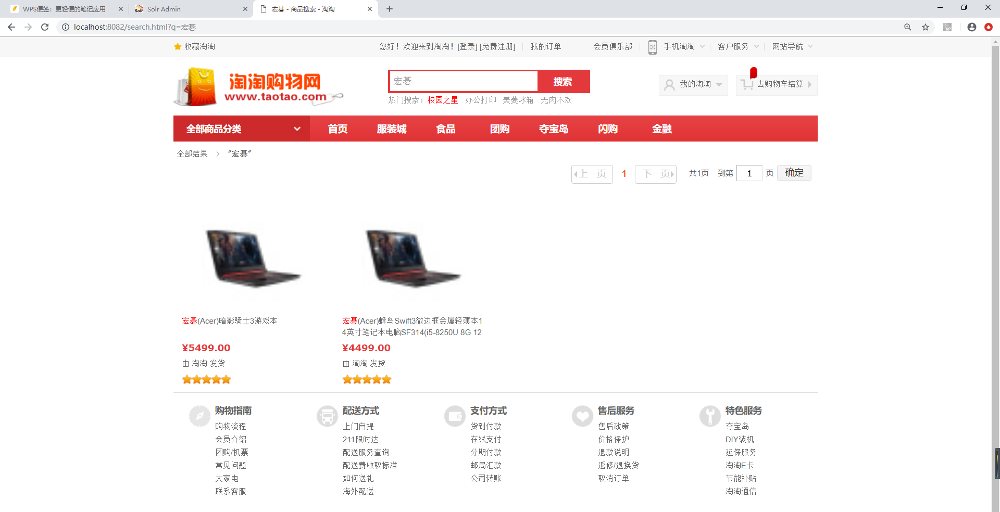 WPS便签：更轻便的笔记应用
Solr Admin
宏碁 - 商品搜索 - 淘淘
localhost:8082/search.html?q=宏碁
收藏淘淘
您好！欢迎来到淘淘！[登录] [免费注册]
我的订单
会员俱乐部
手机淘淘
客户服务
网站导航
淘淘购物网
www.taotao.com
宏碁
搜索
热门搜索：校园之星 办公打印 美菱冰箱 无肉不欢
我的淘淘
去购物车结算
全部商品分类 首页 服装城 食品 团购 夺宝岛 闪购 金融
全部结果 > "宏碁"
上一页 1 下一页 共1页 到第 1 页 确定
宏碁(Acer)暗影骑士3游戏本
¥5499.00
由 淘淘 发货
宏碁(Acer)蜂鸟Swift3微边框金属轻薄本1
4英寸笔记本电脑SF314(i5-8250U 8G 12
¥4499.00
由 淘淘 发货
购物指南
购物流程
会员介绍
团购/机票
常见问题
大家电
联系客服
配送方式
上门自提
211限时达
配送服务查询
配送费收取标准
如何送礼
海外配送
支付方式
货到付款
在线支付
分期付款
邮局汇款
公司转账
售后服务
售后政策
价格保护
退款说明
返修/退换货
取消订单
特色服务
夺宝岛
DIY装机
延保服务
淘淘E卡
节能补贴
淘淘通信